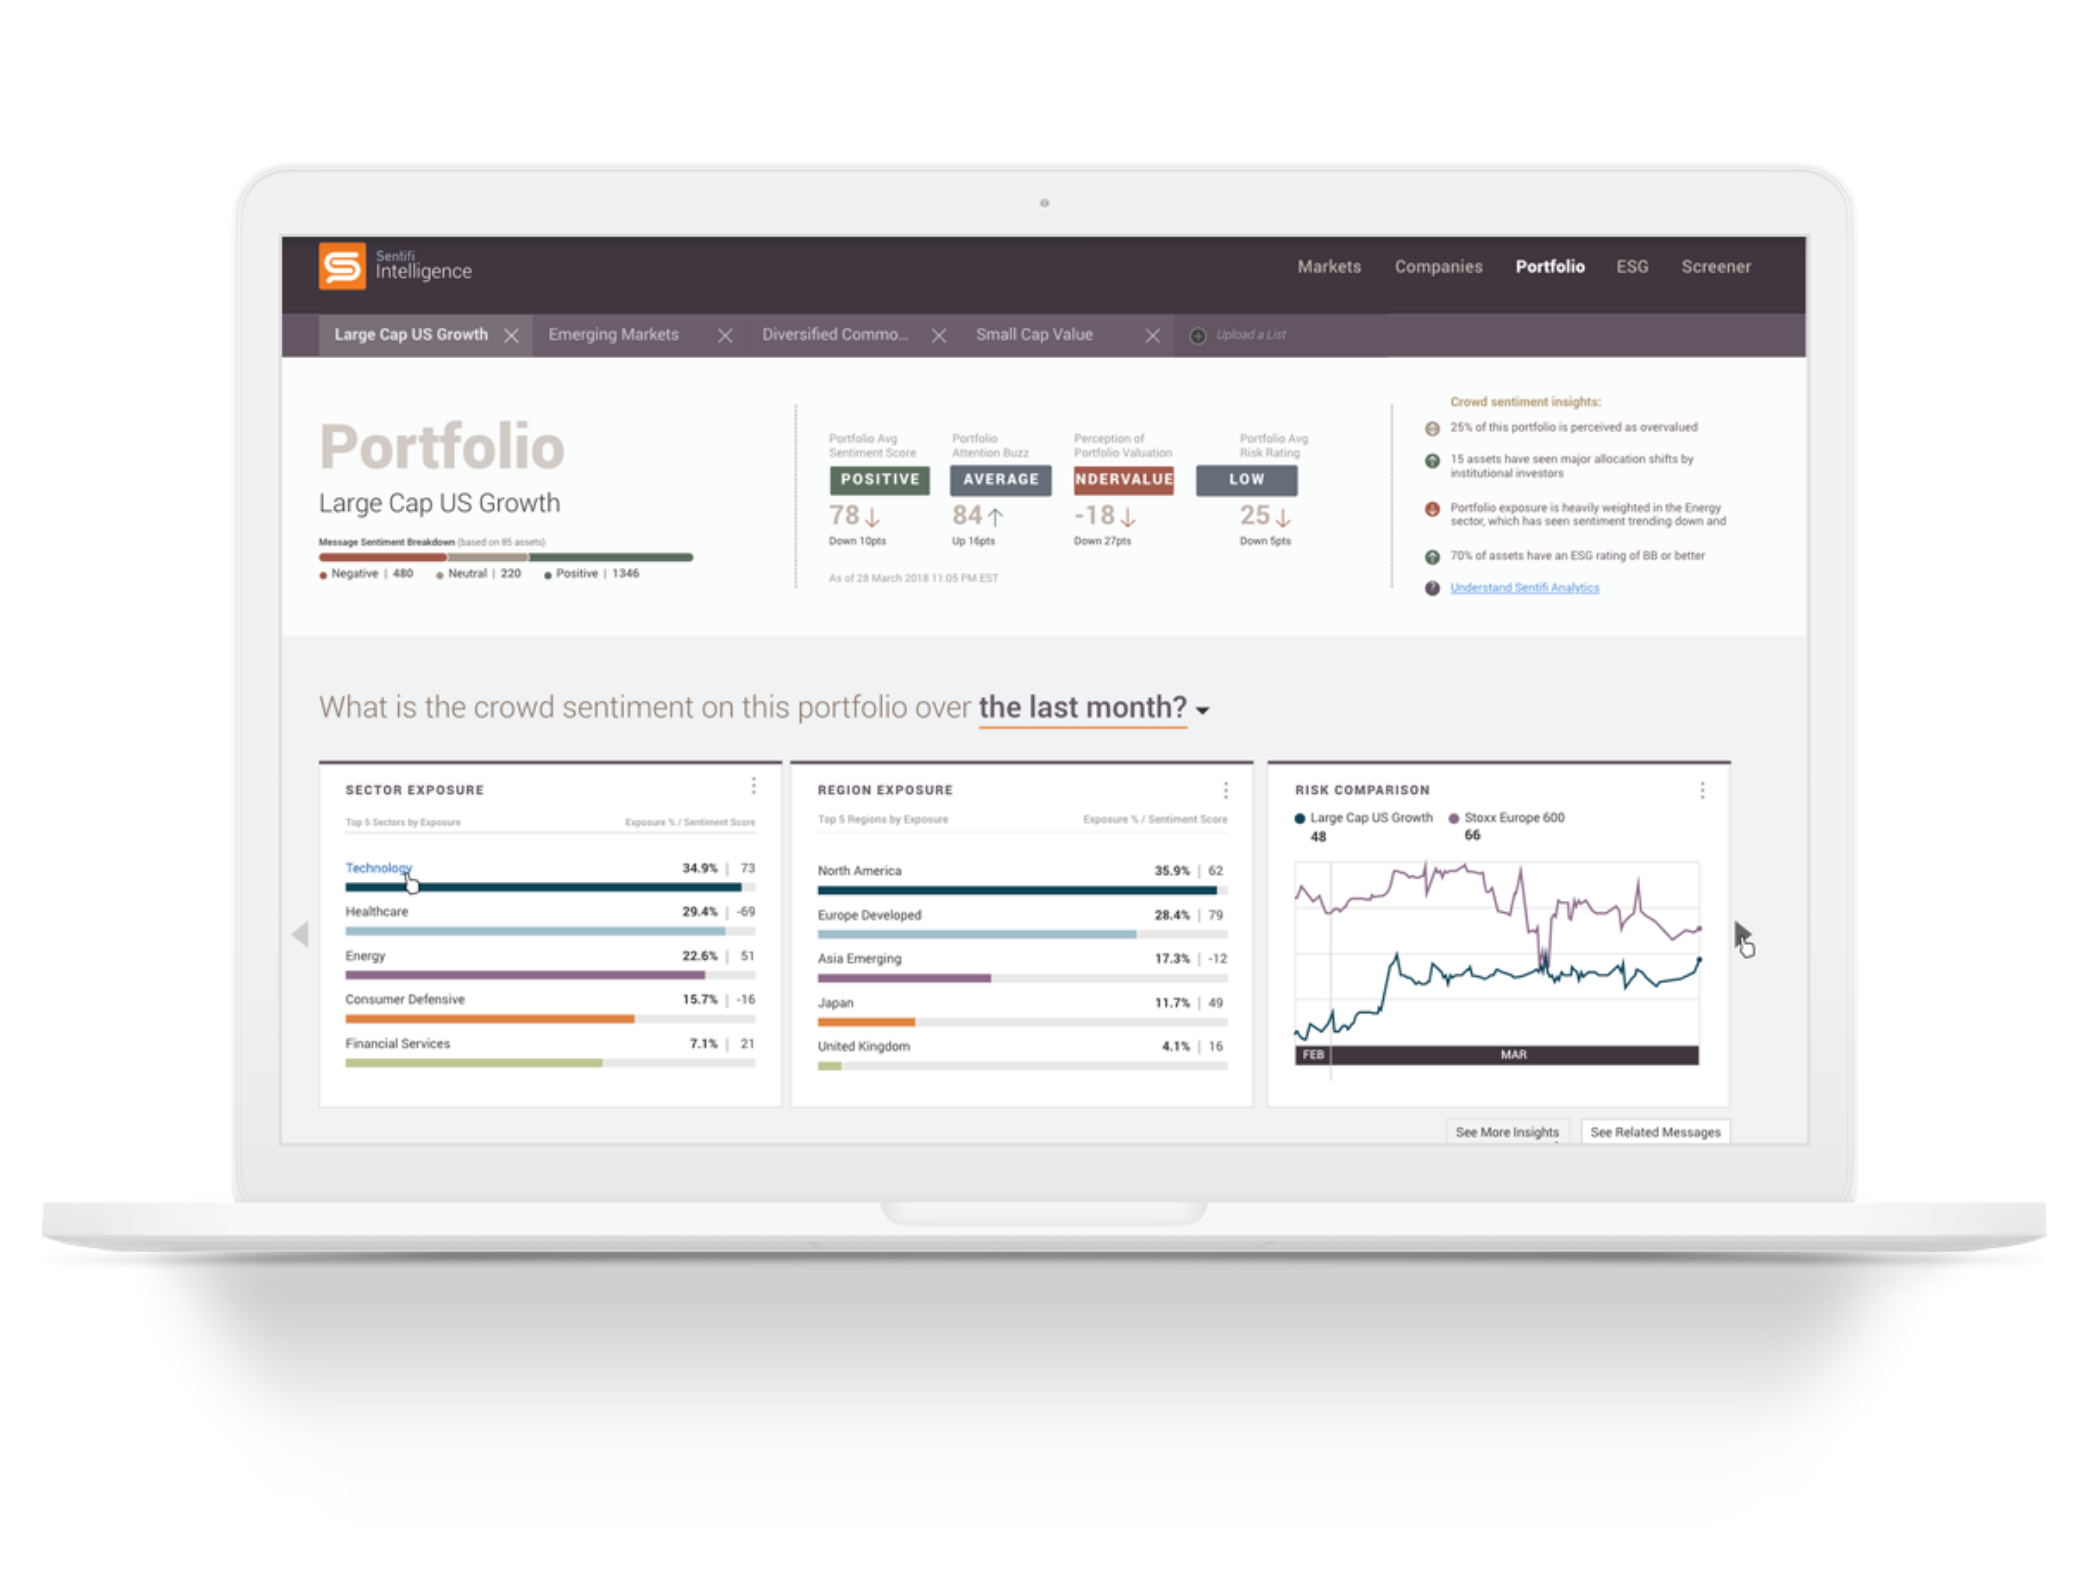 Sentifi
Intelligence
Markets Companies Portfolio ESG Screener
Large Cap US Growth Emerging Markets Diversified Commo... Small Cap Value Upload a List
Portfolio
Large Cap US Growth
Message Sentiment Breakdown (based on 85 assets)
Negative | 480 Neutral | 220 Positive | 1346
Portfolio Avg
Sentiment Score
POSITIVE
78
Down 10pts
Portfolio
Attention Buzz
AVERAGE
84
Up 16pts
Perception of
Portfolio Valuation
NDERVALUE
-18
Down 27pts
Portfolio Avg
Risk Rating
LOW
25
Down 5pts
As of 28 March 2018 11:05 PM EST
Crowd sentiment insights:
25% of this portfolio is perceived as overvalued
15 assets have seen major allocation shifts by
institutional investors
Portfolio exposure is heavily weighted in the Energy
sector, which has seen sentiment trending down and
70% of assets have an ESG rating of BB or better
Understand Sentifi Analytics
What is the crowd sentiment on this portfolio over the last month?
SECTOR EXPOSURE
Top 5 Sectors by Exposure Exposure % / Sentiment Score
Technology 34.9% | 73
Healthcare 29.4% | -69
Energy 22.6% | 51
Consumer Defensive 15.7% | -16
Financial Services 7.1% | 21
REGION EXPOSURE
Top 5 Regions by Exposure Exposure % / Sentiment Score
North America 35.9% | 62
Europe Developed 28.4% | 79
Asia Emerging 17.3% | -12
Japan 11.7% | 49
United Kingdom 4.1% | 16
RISK COMPARISON
Large Cap US Growth Stoxx Europe 600
48 66
FEB MAR
See More Insights See Related Messages